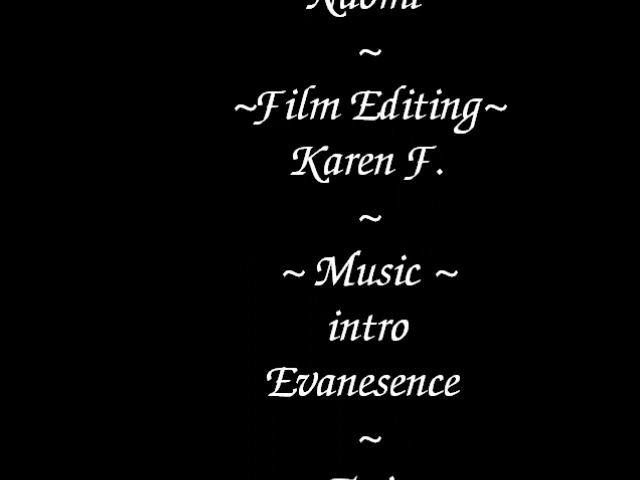 ~
~Film Editing~
Karen F.
~
~ Music ~
intro
Evanesence
~